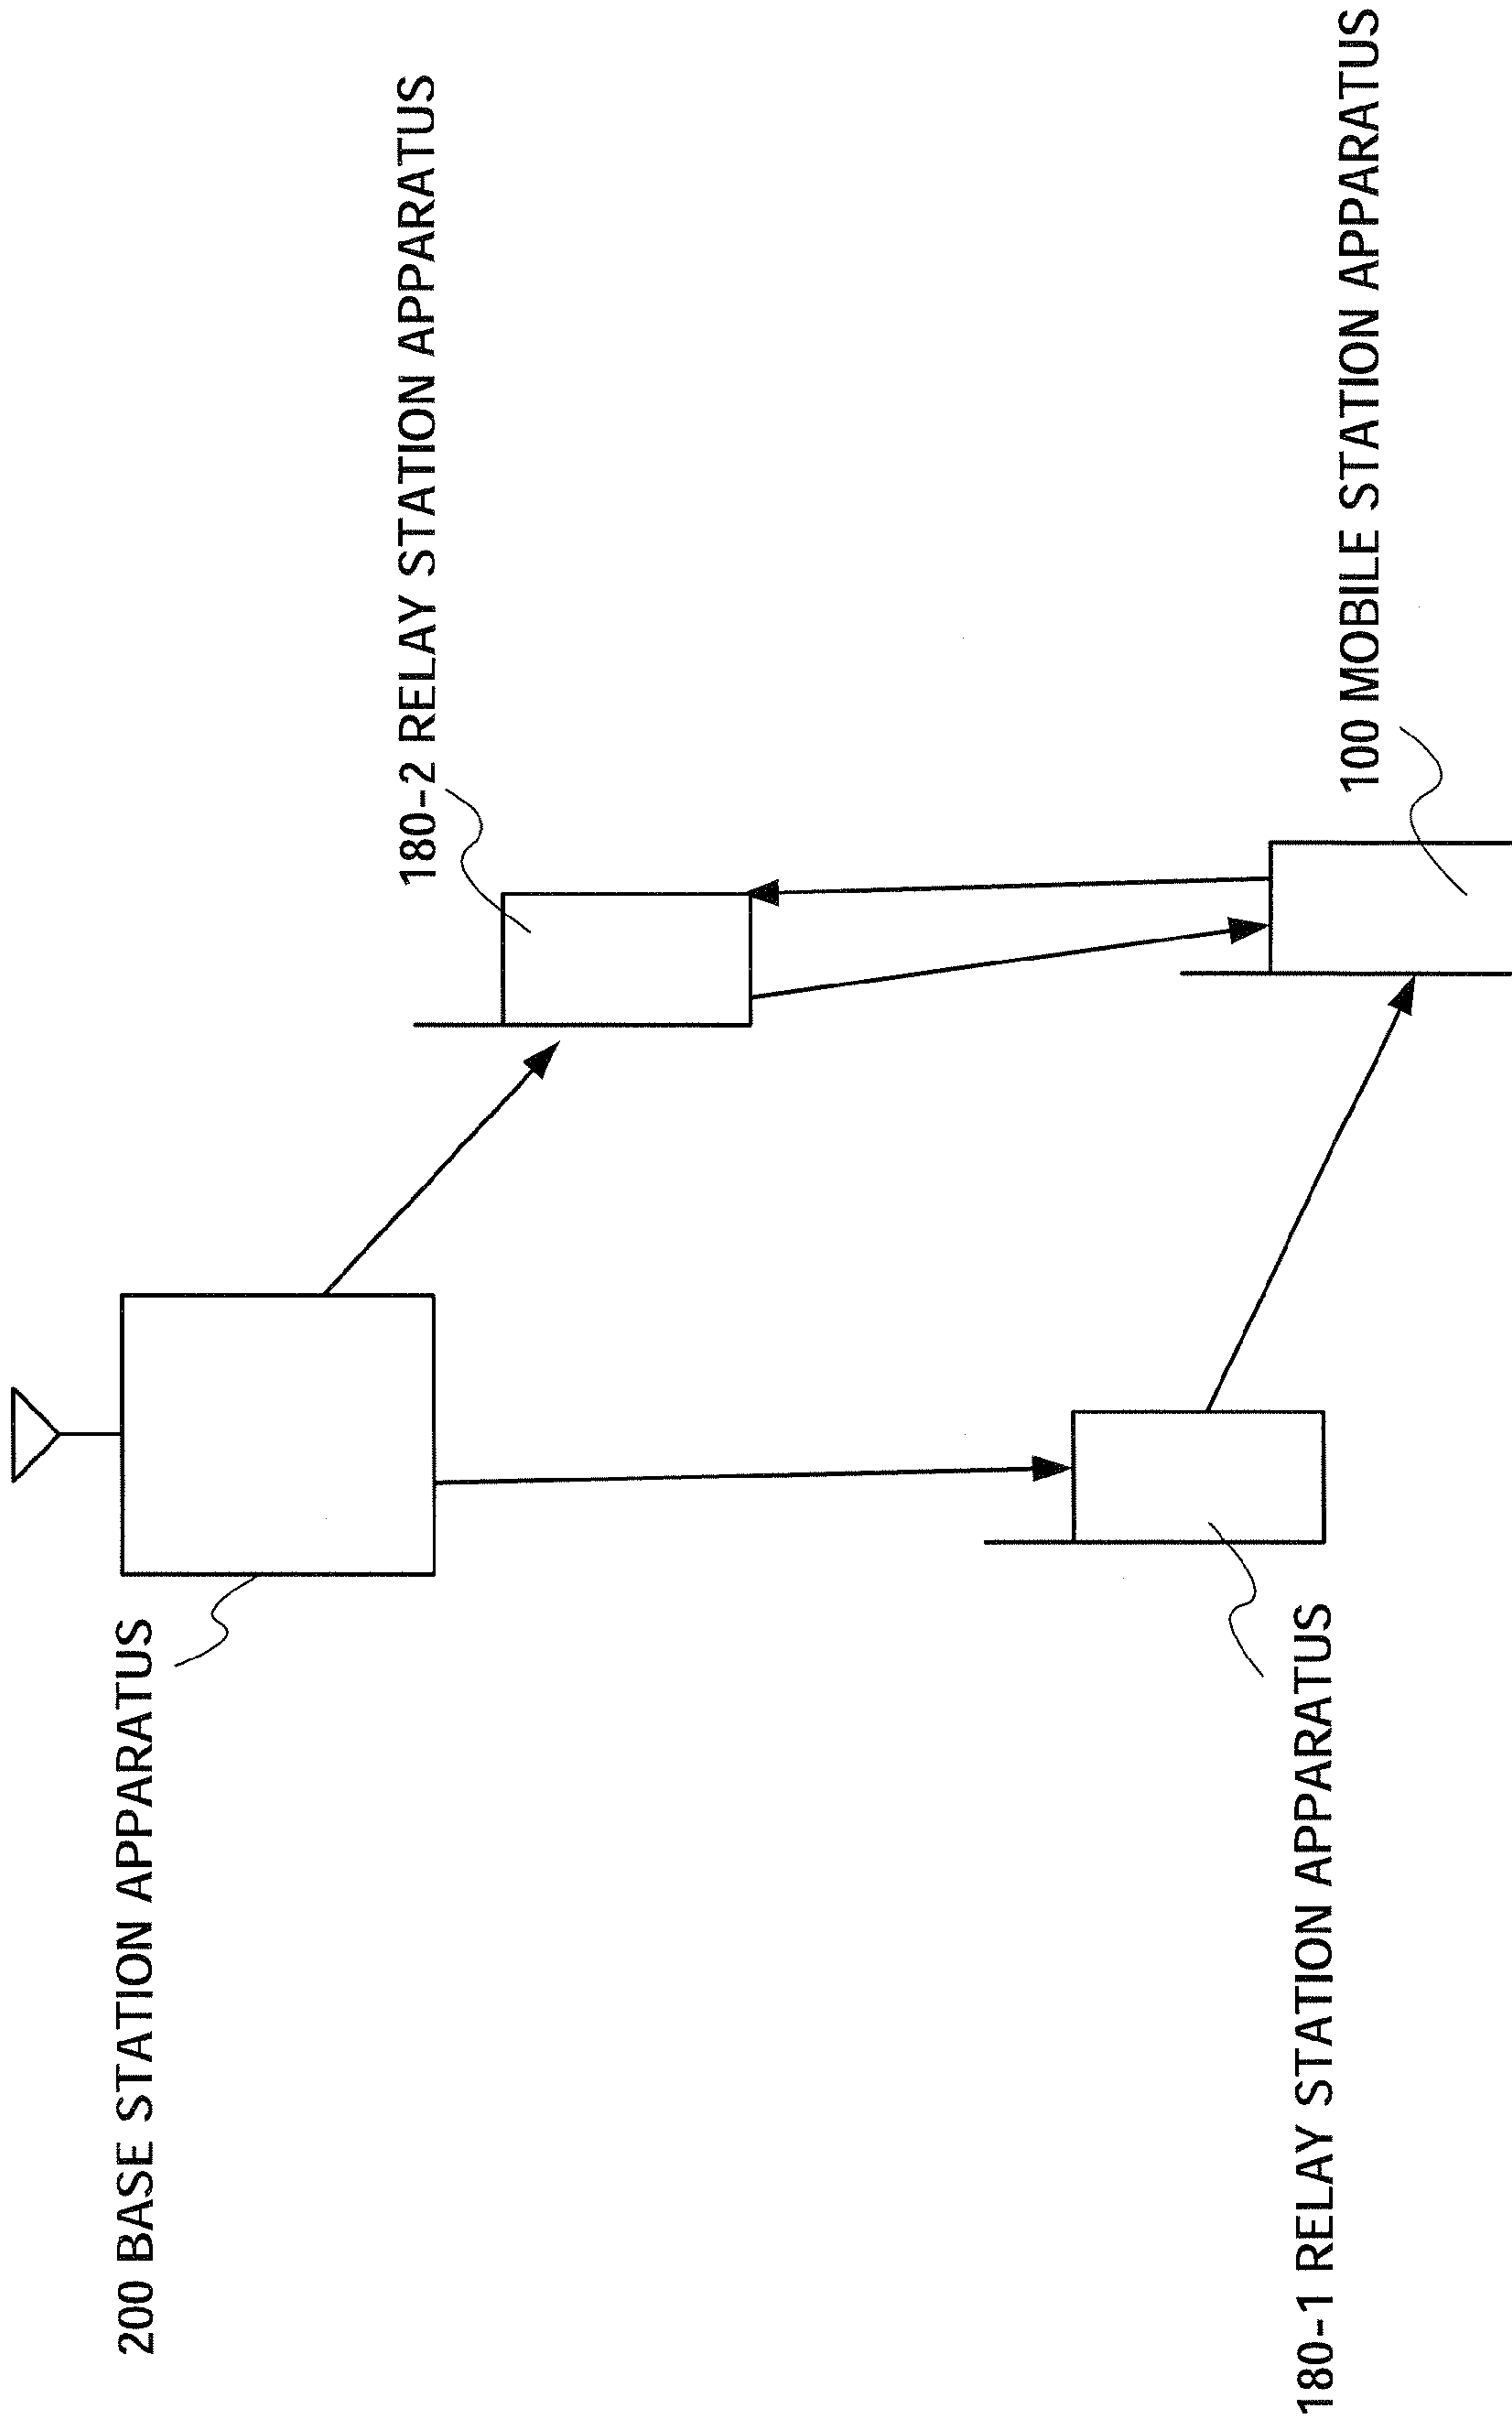 200 BASE STATION APPARATUS
180-1 RELAY STATION APPARATUS
180-2 RELAY STATION APPARATUS
100 MOBILE STATION APPARATUS